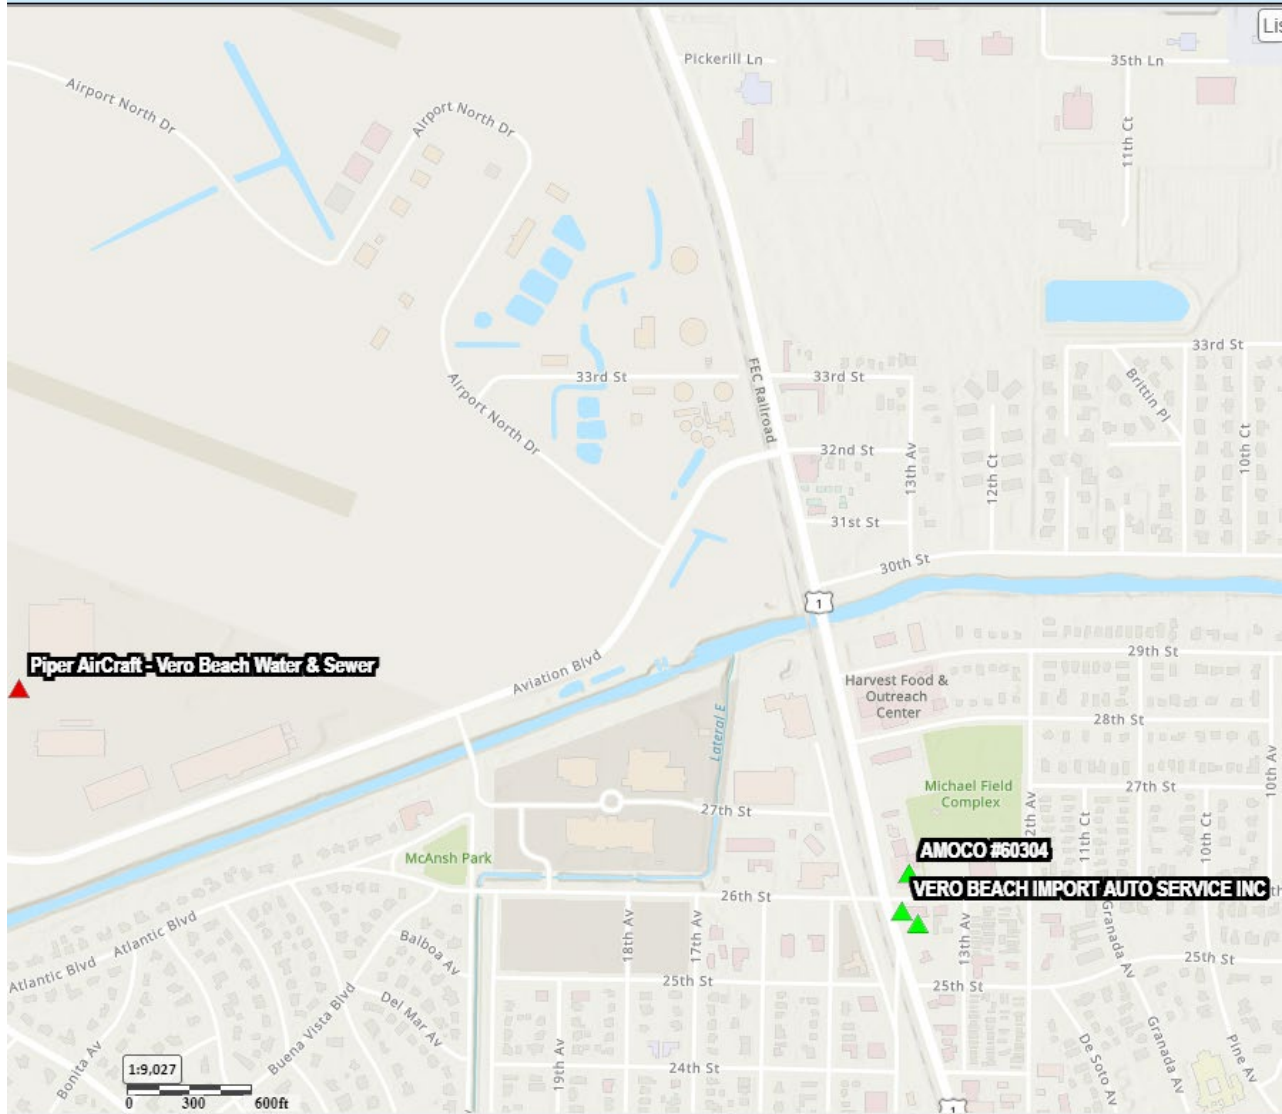 Lis
Pickerill Ln
35th Ln
Airport North Dr
Airport North Dr
11th Ct
33rd St
FEC Railroad
33rd St
33rd St
Brittin Pl
Airport North Dr
32nd St
13th Av
12th Ct
10th Ct
31st St
30th St
1
Piper AirCraft - Vero Beach Water & Sewer
Aviation Blvd
29th St
Harvest Food &
Outreach
Center
28th St
Lateral E
Michael Field
Complex
27th St
10th Av
27th St
2th Av
11th Ct
10th Ct
McAnsh Park
AMOCO #60304
VERO BEACH IMPORT AUTO SERVICE INC
26th St
Atlantic Blvd
Balboa Av
18th Av
17th Av
13th Av
Granada Av
25th St
Atlantic Blvd
25th St
25th St
Buena Vista Blvd
Del Mar Av
Bonita Av
19th Av
24th St
De Soto Av
Granada Av
Pine Av
1:9,027
0 300 600ft
1